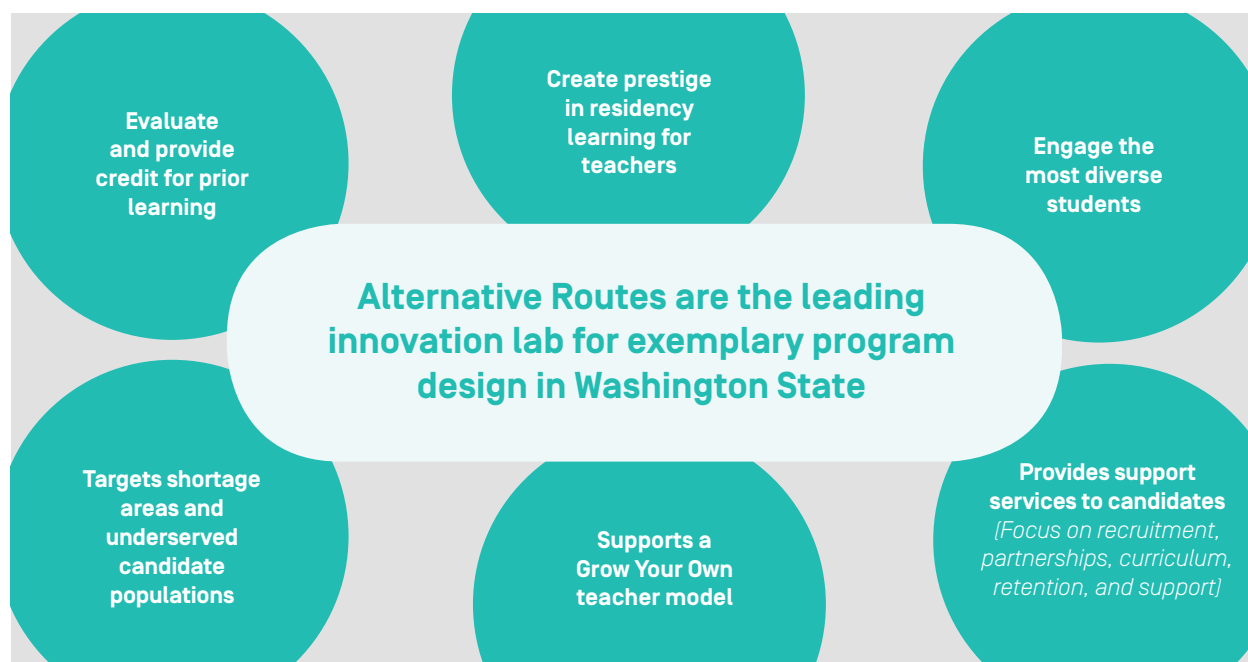 Evaluate
and provide
credit for prior
learning
Create prestige
in residency
learning for
teachers
Engage the
most diverse
students
Alternative Routes are the leading
innovation lab for exemplary program
design in Washington State
Targets shortage
areas and
underserved
candidate
populations
Supports a
Grow Your Own
teacher model
Provides support
services to candidates
(Focus on recruitment,
partnerships, curriculum,
retention, and support)